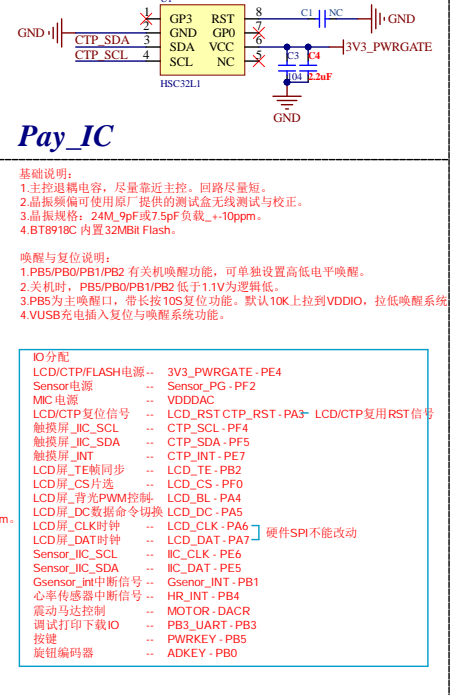 GP3 RST 8 C1 NC GND
GND 2 GND GP0 7
CTP_SDA 3 SDA VCC 6 3V3_PWRGATE
CTP_SCL 4 SCL NC 5 C3 C4
HSC32L1 104 2.2uF
GND
Pay_IC
基础说明：
1.主控退耦电容，尽量靠近主控。回路尽量短。
2.晶振频偏可使用原厂提供的测试盒无线测试与校正。
3.晶振规格：24M_9pF或7.5pF负载_+-10ppm。
4.BT8918C 内置32MBit Flash。
唤醒与复位说明：
1.PB5/PB0/PB1/PB2 有关机唤醒功能，可单独设置高低电平唤醒。
2.关机时，PB5/PB0/PB1/PB2 低于1.1V为逻辑低。
3.PB5为主唤醒口，带长按10S复位功能。默认10K上拉到VDDIO，拉低唤醒系统
4.VUSB充电插入复位与唤醒系统功能。
IO分配
LCD/CTP/FLASH电源-- 3V3_PWRGATE - PE4
Sensor电源 -- Sensor_PG - PF2
MIC 电源 -- VDDDAC
LCD/CTP 复位信号 -- LCD_RST CTP_RST - PA3 -- LCD/CTP复用RST信号
触摸屏_IIC_SCL -- CTP_SCL - PF4
触摸屏_IIC_SDA -- CTP_SDA - PF5
触摸屏_INT -- CTP_INT - PE7
LCD屏_TE帧同步 -- LCD_TE - PB2
LCD屏_CS片选 -- LCD_CS - PF0
LCD屏_背光PWM控制- LCD_BL - PA4
LCD屏_DC数据命令切换 LCD_DC - PA5
LCD屏_CLK时钟 -- LCD_CLK - PA6
硬件SPI不能改动
LCD屏_DAT时钟 -- LCD_DAT - PA7
m。
Sensor_IIC_SCL -- IIC_CLK - PE6
Sensor_IIC_SDA -- IIC_DAT - PE5
Gsensor_int中断信号 -- Gsenor_INT - PB1
心率传感器中断信号 -- HR_INT - PB4
震动马达控制 -- MOTOR - DACR
调试打印下载IO -- PB3_UART - PB3
按键 -- PWRKEY - PB5
旋钮编码器 -- ADKEY - PB0